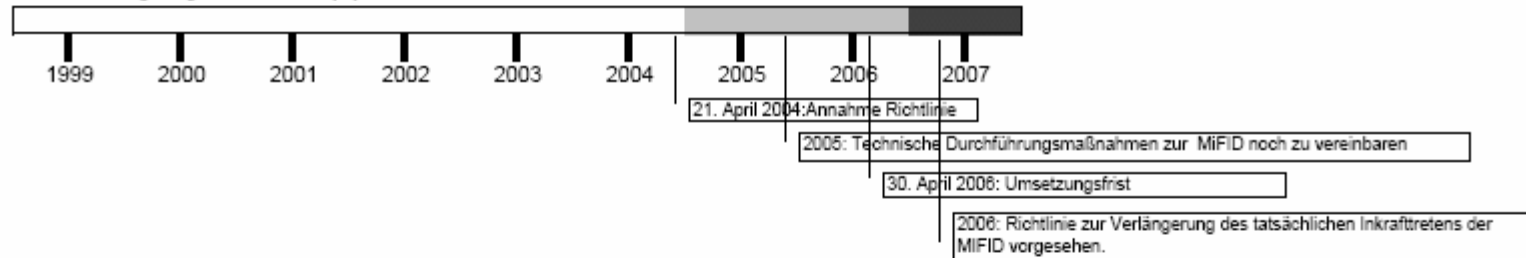 1999 2000 2001 2002 2003 2004 2005 2006 2007
21. April 2004:Annahme Richtlinie
2005: Technische Durchführungsmaßnahmen zur MiFID noch zu vereinbaren
30. April 2006: Umsetzungsfrist
2006: Richtlinie zur Verlängerung des tatsächlichen Inkrafttretens der
MIFID vorgesehen.